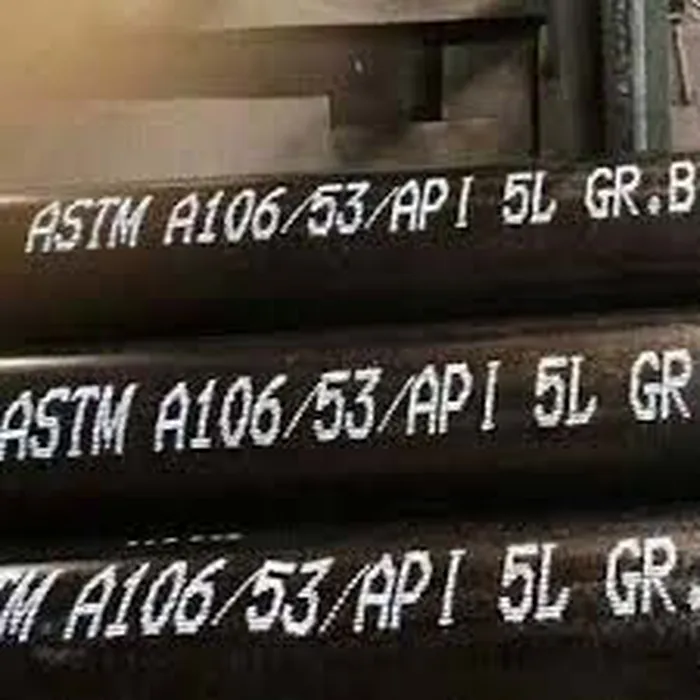 ASTM A106/53/API 5L GR.B
ASTM A106/53/API 5L GR
TM A106/53/API 5L GR.